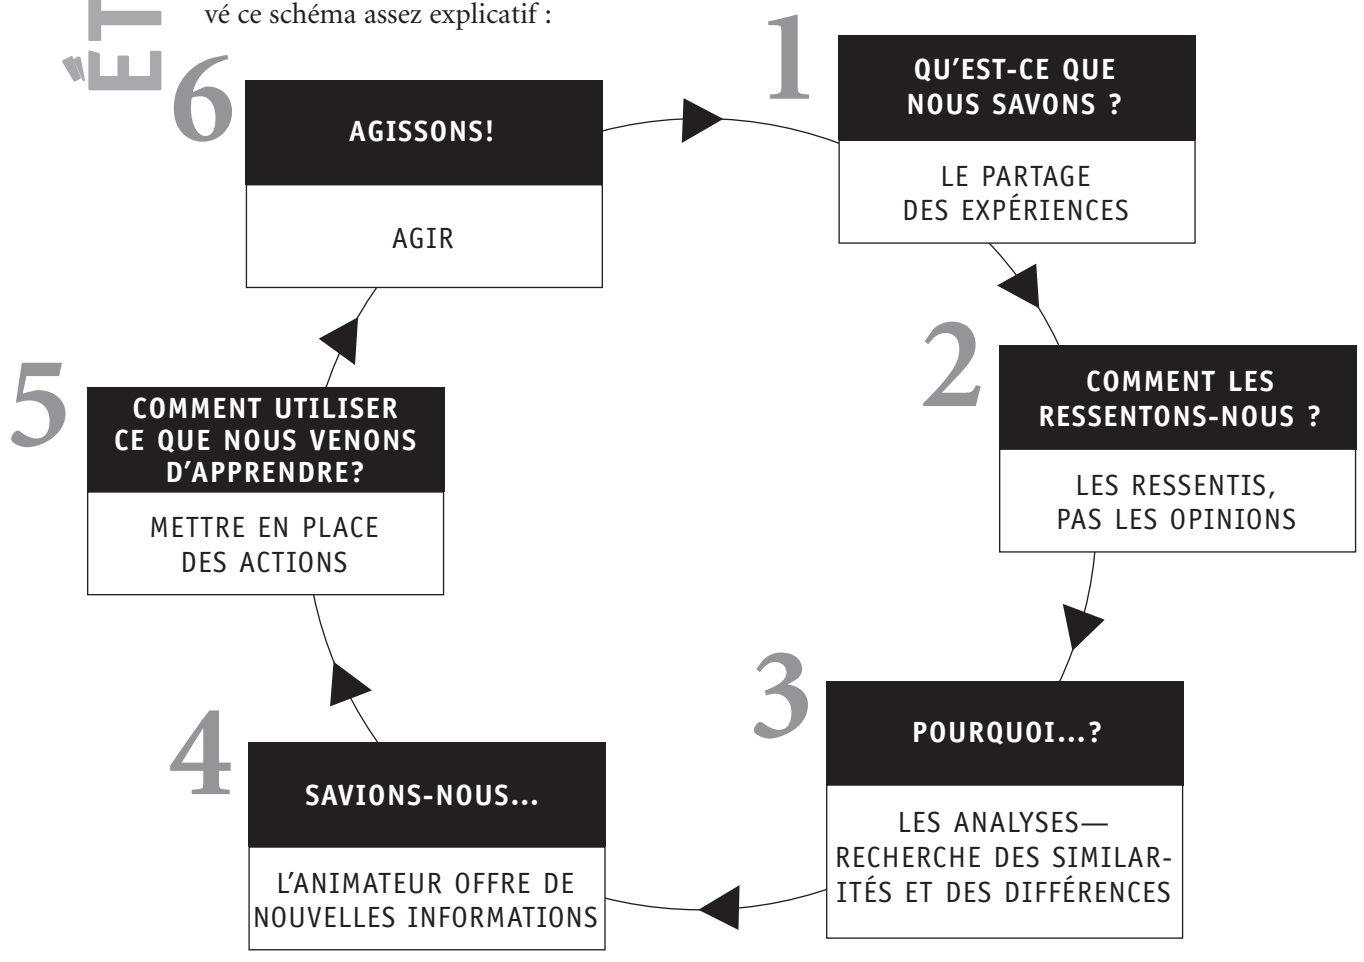 ÉT
vé ce schéma assez explicatif :
1
QU’EST-CE QUE
NOUS SAVONS ?
LE PARTAGE
DES EXPÉRIENCES
2
COMMENT LES
RESSENTONS-NOUS ?
LES RESSENTIS,
PAS LES OPINIONS
3
POURQUOI...?
LES ANALYSES—
RECHERCHE DES SIMILAR-
ITÉS ET DES DIFFÉRENCES
4
SAVIONS-NOUS...
L’ANIMATEUR OFFRE DE
NOUVELLES INFORMATIONS
5
COMMENT UTILISER
CE QUE NOUS VENONS
D’APPRENDRE?
METTRE EN PLACE
DES ACTIONS
6
AGISSONS!
AGIR